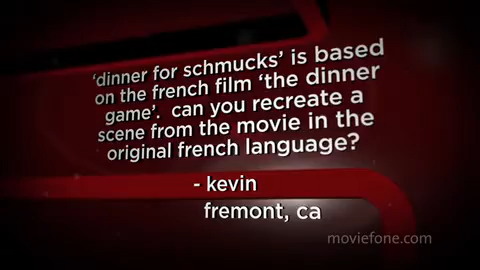 'dinner for schmucks' is based
on the french film 'the dinner
game'. can you recreate a
scene from the movie in the
original french language?
- kevin
fremont, ca
moviefone.com